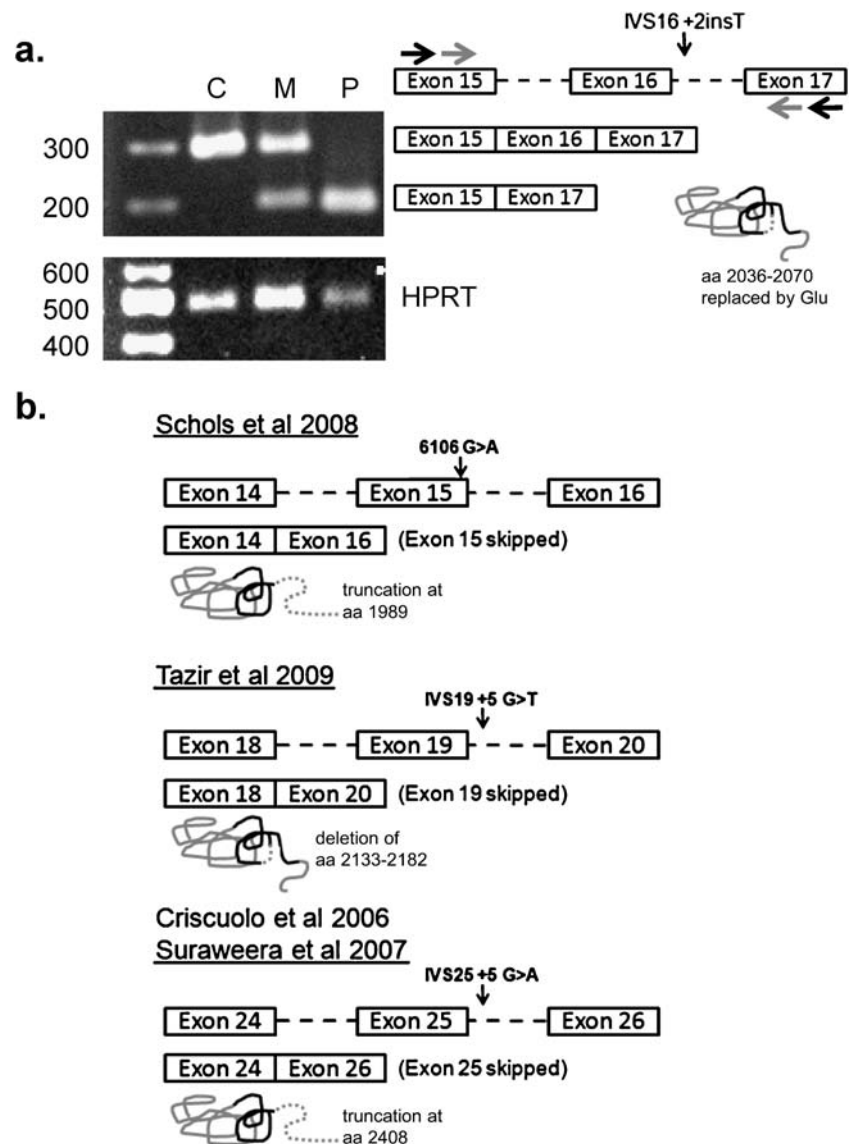 a.
IVS16 +2insT
C M P
Exon 15 Exon 16 Exon 17
300
Exon 15 Exon 16 Exon 17
200
Exon 15 Exon 17
aa 2036-2070
replaced by Glu
600
500
400
HPRT
b.
Schols et al 2008
6106 G>A
Exon 14 Exon 15 Exon 16
Exon 14 Exon 16 (Exon 15 skipped)
truncation at
aa 1989
Tazir et al 2009
IVS19 +5 G>T
Exon 18 Exon 19 Exon 20
Exon 18 Exon 20 (Exon 19 skipped)
deletion of
aa 2133-2182
Criscuolo et al 2006
Suraweera et al 2007
IVS25 +5 G>A
Exon 24 Exon 25 Exon 26
Exon 24 Exon 26 (Exon 25 skipped)
truncation at
aa 2408